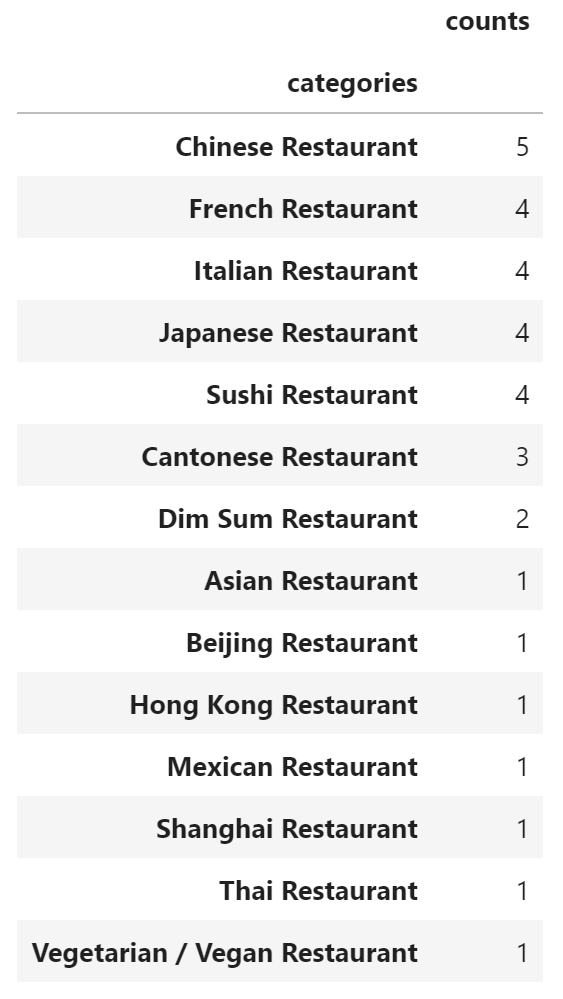 counts
categories
Chinese Restaurant 5
French Restaurant 4
Italian Restaurant 4
Japanese Restaurant 4
Sushi Restaurant 4
Cantonese Restaurant 3
Dim Sum Restaurant 2
Asian Restaurant 1
Beijing Restaurant 1
Hong Kong Restaurant 1
Mexican Restaurant 1
Shanghai Restaurant 1
Thai Restaurant 1
Vegetarian / Vegan Restaurant 1